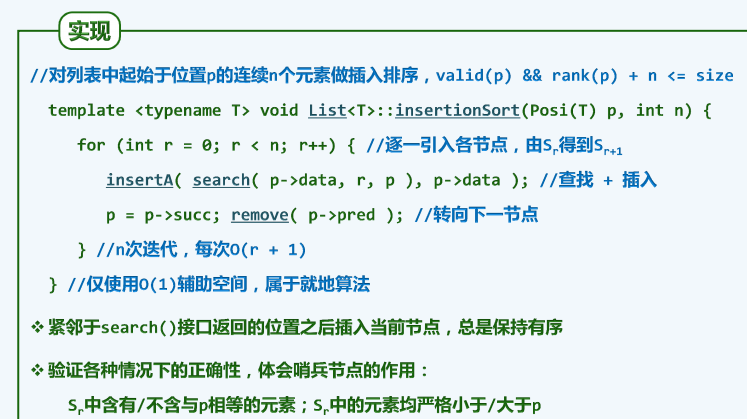 实现
//对列表中起始于位置p的连续n个元素做插入排序，valid(p) && rank(p) + n <= size
template <typename T> void List<T>::insertionSort(Posi(T) p, int n) {
for (int r = 0; r < n; r++) { //逐一引入各节点，由Sr得到Sr+1
insertA( search( p->data, r, p ), p->data ); //查找 + 插入
p = p->succ; remove( p->pred ); //转向下一节点
} //n次迭代，每次O(r + 1)
} //仅使用O(1)辅助空间，属于就地算法
❖ 紧邻于search()接口返回的位置之后插入当前节点，总是保持有序
❖ 验证各种情况下的正确性，体会哨兵节点的作用：
Sr中含有/不含与p相等的元素；Sr中的元素均严格小于/大于p